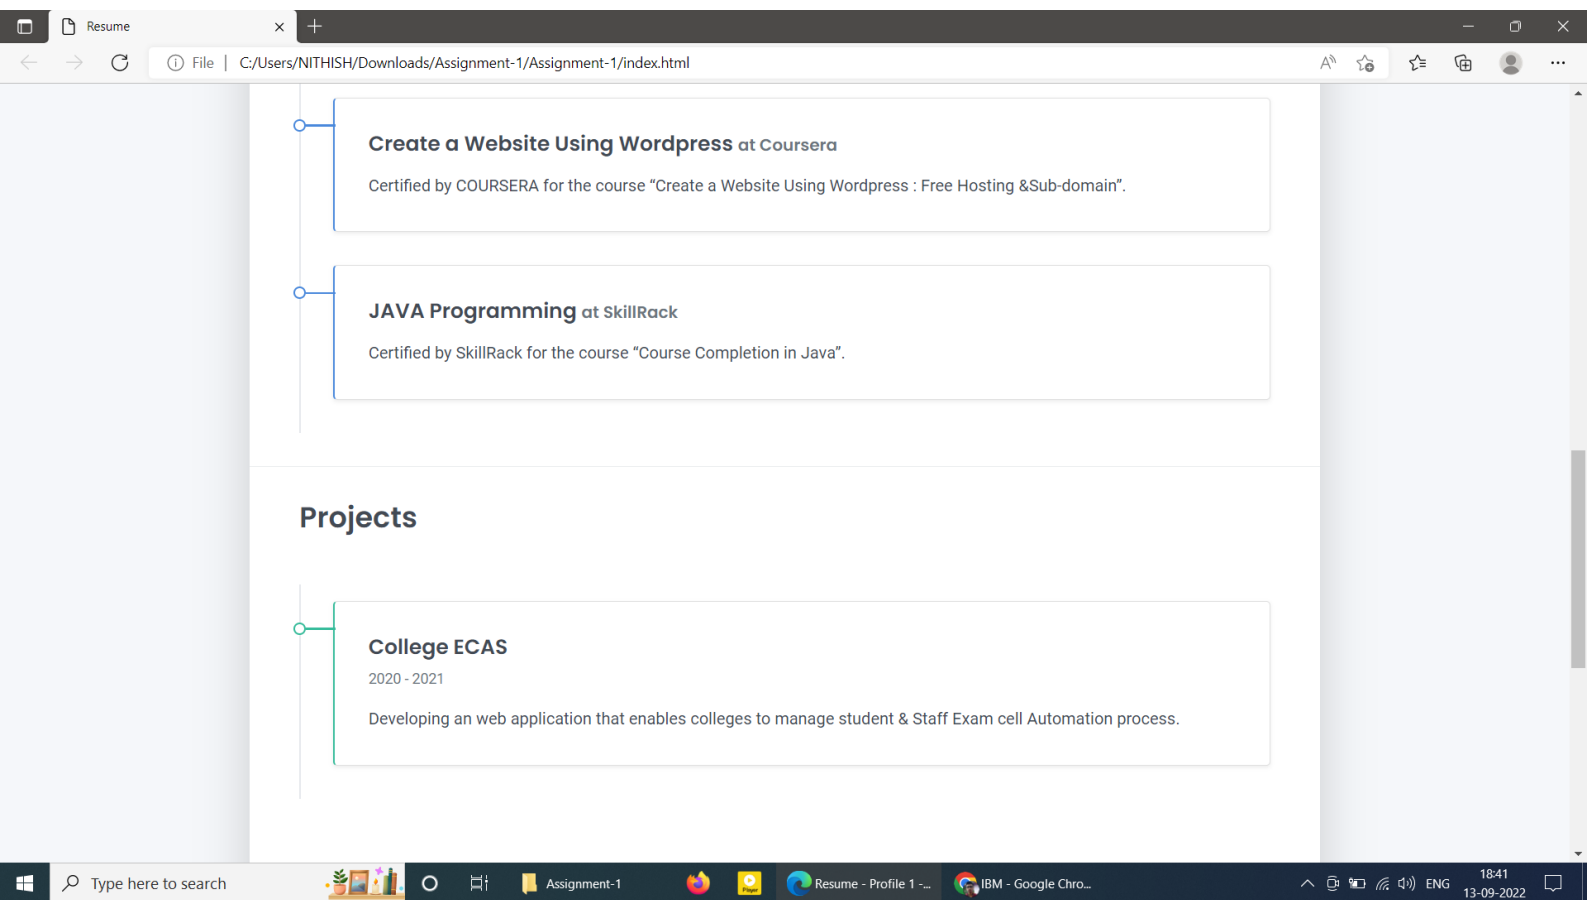 Resume
File | C:/Users/NITHISH/Downloads/Assignment-1/Assignment-1/index.html
Create a Website Using Wordpress at Coursera
Certified by COURSERA for the course “Create a Website Using Wordpress : Free Hosting &Sub-domain”.
JAVA Programming at SkillRack
Certified by SkillRack for the course “Course Completion in Java”.
Projects
College ECAS
2020 - 2021
Developing an web application that enables colleges to manage student & Staff Exam cell Automation process.
Type here to search
Assignment-1
Player
Resume - Profile 1 -...
IBM - Google Chro...
ENG
18:41
13-09-2022